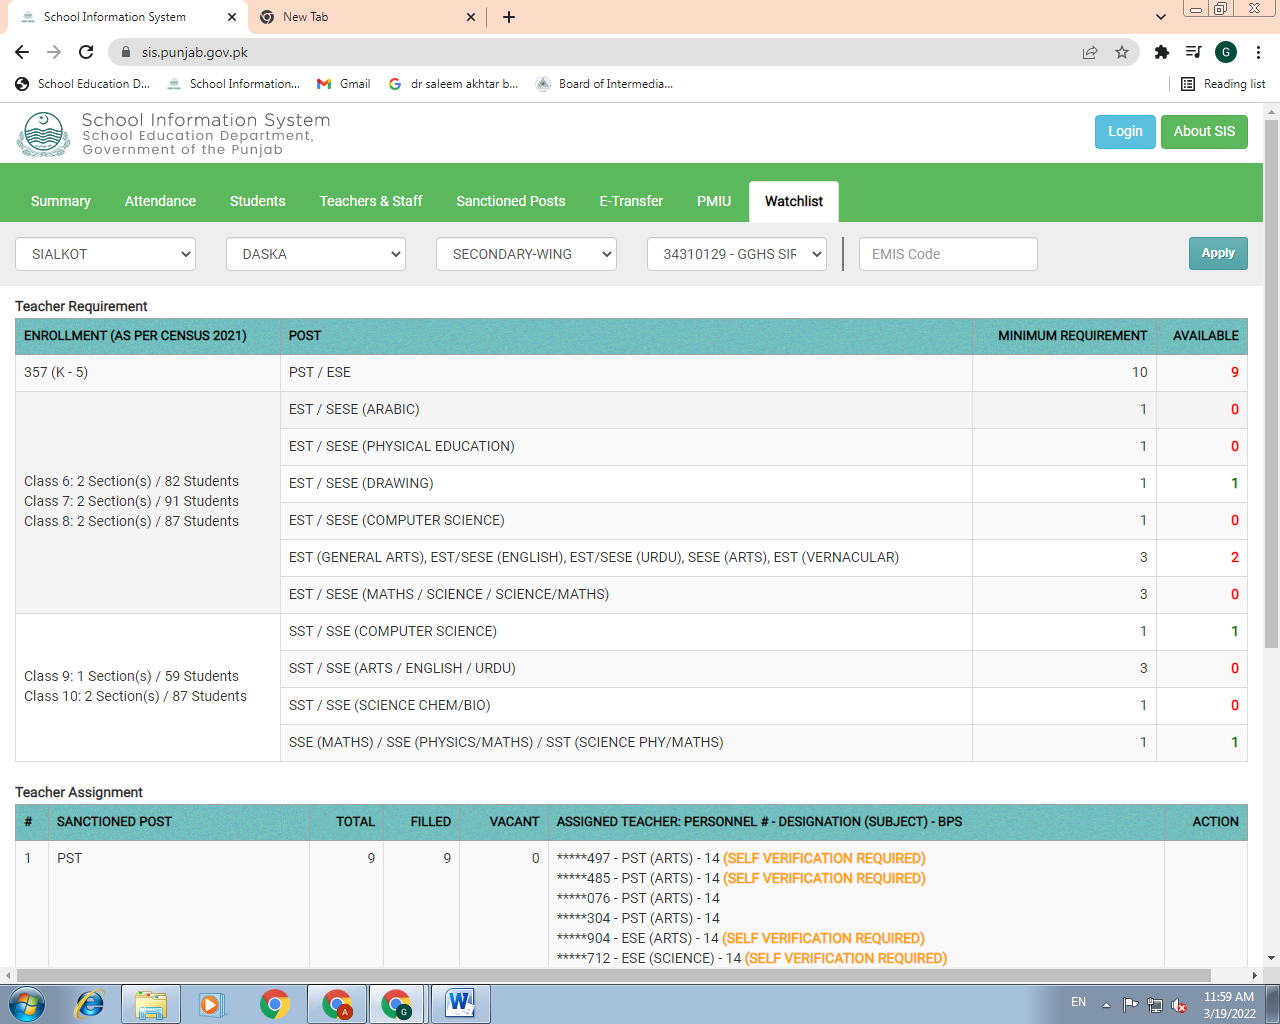 School Information System
New Tab
sis.punjab.gov.pk
G
School Education D...
School Information...
Gmail
dr saleem akhtar b...
Board of Intermedia...
Reading list
School Information System
School Education Department,
Government of the Punjab
Login
About SIS
Summary
Attendance
Students
Teachers & Staff
Sanctioned Posts
E-Transfer
PMIU
Watchlist
SIALKOT
DASKA
SECONDARY-WING
34310129 - GGHS SIR
EMIS Code
Apply
Teacher Requirement
ENROLLMENT (AS PER CENSUS 2021) POST MINIMUM REQUIREMENT AVAILABLE
357 (K - 5) PST / ESE 10 9
EST / SESE (ARABIC) 1 0
EST / SESE (PHYSICAL EDUCATION) 1 0
Class 6: 2 Section(s) / 82 Students
Class 7: 2 Section(s) / 91 Students
Class 8: 2 Section(s) / 87 Students
EST / SESE (DRAWING) 1 1
EST / SESE (COMPUTER SCIENCE) 1 0
EST (GENERAL ARTS), EST/SESE (ENGLISH), EST/SESE (URDU), SESE (ARTS), EST (VERNACULAR) 3 2
EST / SESE (MATHS / SCIENCE / SCIENCE/MATHS) 3 0
SST / SSE (COMPUTER SCIENCE) 1 1
Class 9: 1 Section(s) / 59 Students
Class 10: 2 Section(s) / 87 Students
SST / SSE (ARTS / ENGLISH / URDU) 3 0
SST / SSE (SCIENCE CHEM/BIO) 1 0
SSE (MATHS) / SSE (PHYSICS/MATHS) / SST (SCIENCE PHY/MATHS) 1 1
Teacher Assignment
# SANCTIONED POST TOTAL FILLED VACANT ASSIGNED TEACHER: PERSONNEL # - DESIGNATION (SUBJECT) - BPS ACTION
1 PST 9 9 0 *****497 - PST (ARTS) - 14 (SELF VERIFICATION REQUIRED)
*****485 - PST (ARTS) - 14 (SELF VERIFICATION REQUIRED)
*****076 - PST (ARTS) - 14
*****304 - PST (ARTS) - 14
*****904 - ESE (ARTS) - 14 (SELF VERIFICATION REQUIRED)
*****712 - ESE (SCIENCE) - 14 (SELF VERIFICATION REQUIRED)
A
G
W
EN
11:59 AM
3/19/2022